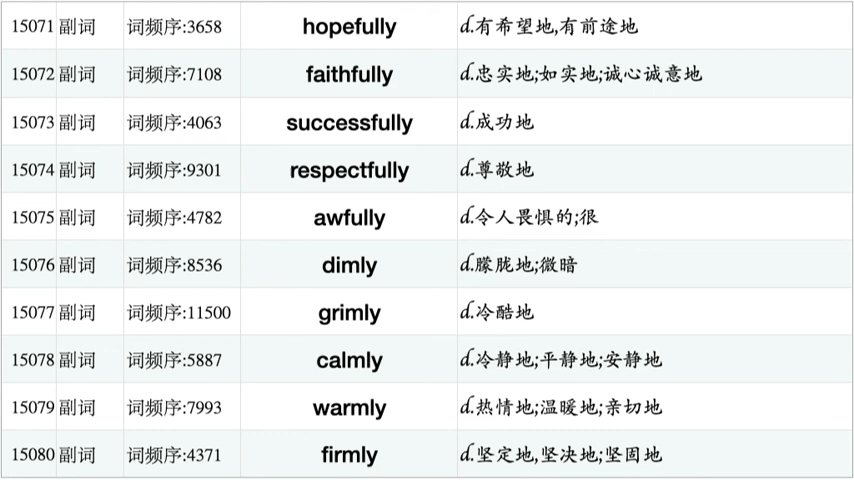 15071 副词 词频序:3658 hopefully d.有希望地,有前途地
15072 副词 词频序:7108 faithfully d.忠实地;如实地;诚心诚意地
15073 副词 词频序:4063 successfully d.成功地
15074 副词 词频序:9301 respectfully d.尊敬地
15075 副词 词频序:4782 awfully d.令人畏惧的;很
15076 副词 词频序:8536 dimly d.朦胧地;微暗
15077 副词 词频序:11500 grimly d.冷酷地
15078 副词 词频序:5887 calmly d.冷静地;平静地;安静地
15079 副词 词频序:7993 warmly d.热情地;温暖地;亲切地
15080 副词 词频序:4371 firmly d.坚定地,坚决地;坚固地